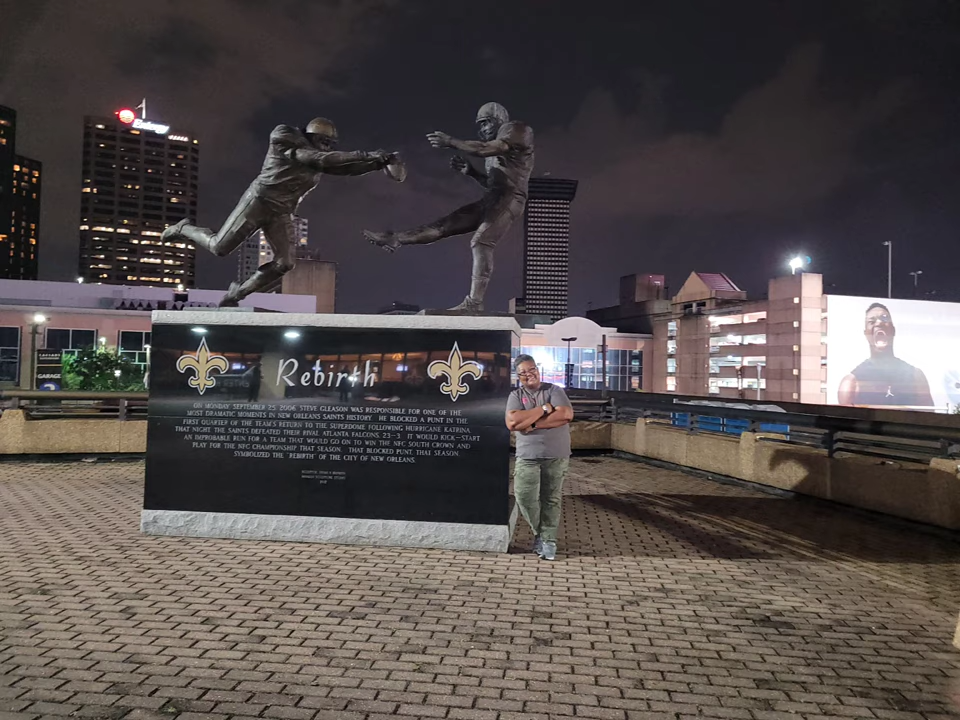 Entergy
Rebirth
ON MONDAY, SEPTEMBER 25, 2006, STEVE GLEASON WAS RESPONSIBLE FOR ONE OF THE
MOST DRAMATIC MOMENTS IN NEW ORLEANS SAINTS HISTORY. HE BLOCKED A PUNT IN THE
FIRST QUARTER OF THE TEAM'S RETURN TO THE SUPERDOME FOLLOWING HURRICANE KATRINA.
THAT NIGHT THE SAINTS DEFEATED THEIR RIVAL ATLANTA FALCONS, 23-3. IT WOULD KICK-START
AN IMPROBABLE RUN FOR A TEAM THAT WOULD GO ON TO WIN THE NFC SOUTH CROWN AND
PLAY FOR THE NFC CHAMPIONSHIP THAT SEASON. THAT BLOCKED PUNT, THAT SEASON,
SYMBOLIZED THE "REBIRTH" OF THE CITY OF NEW ORLEANS.
GARAGE